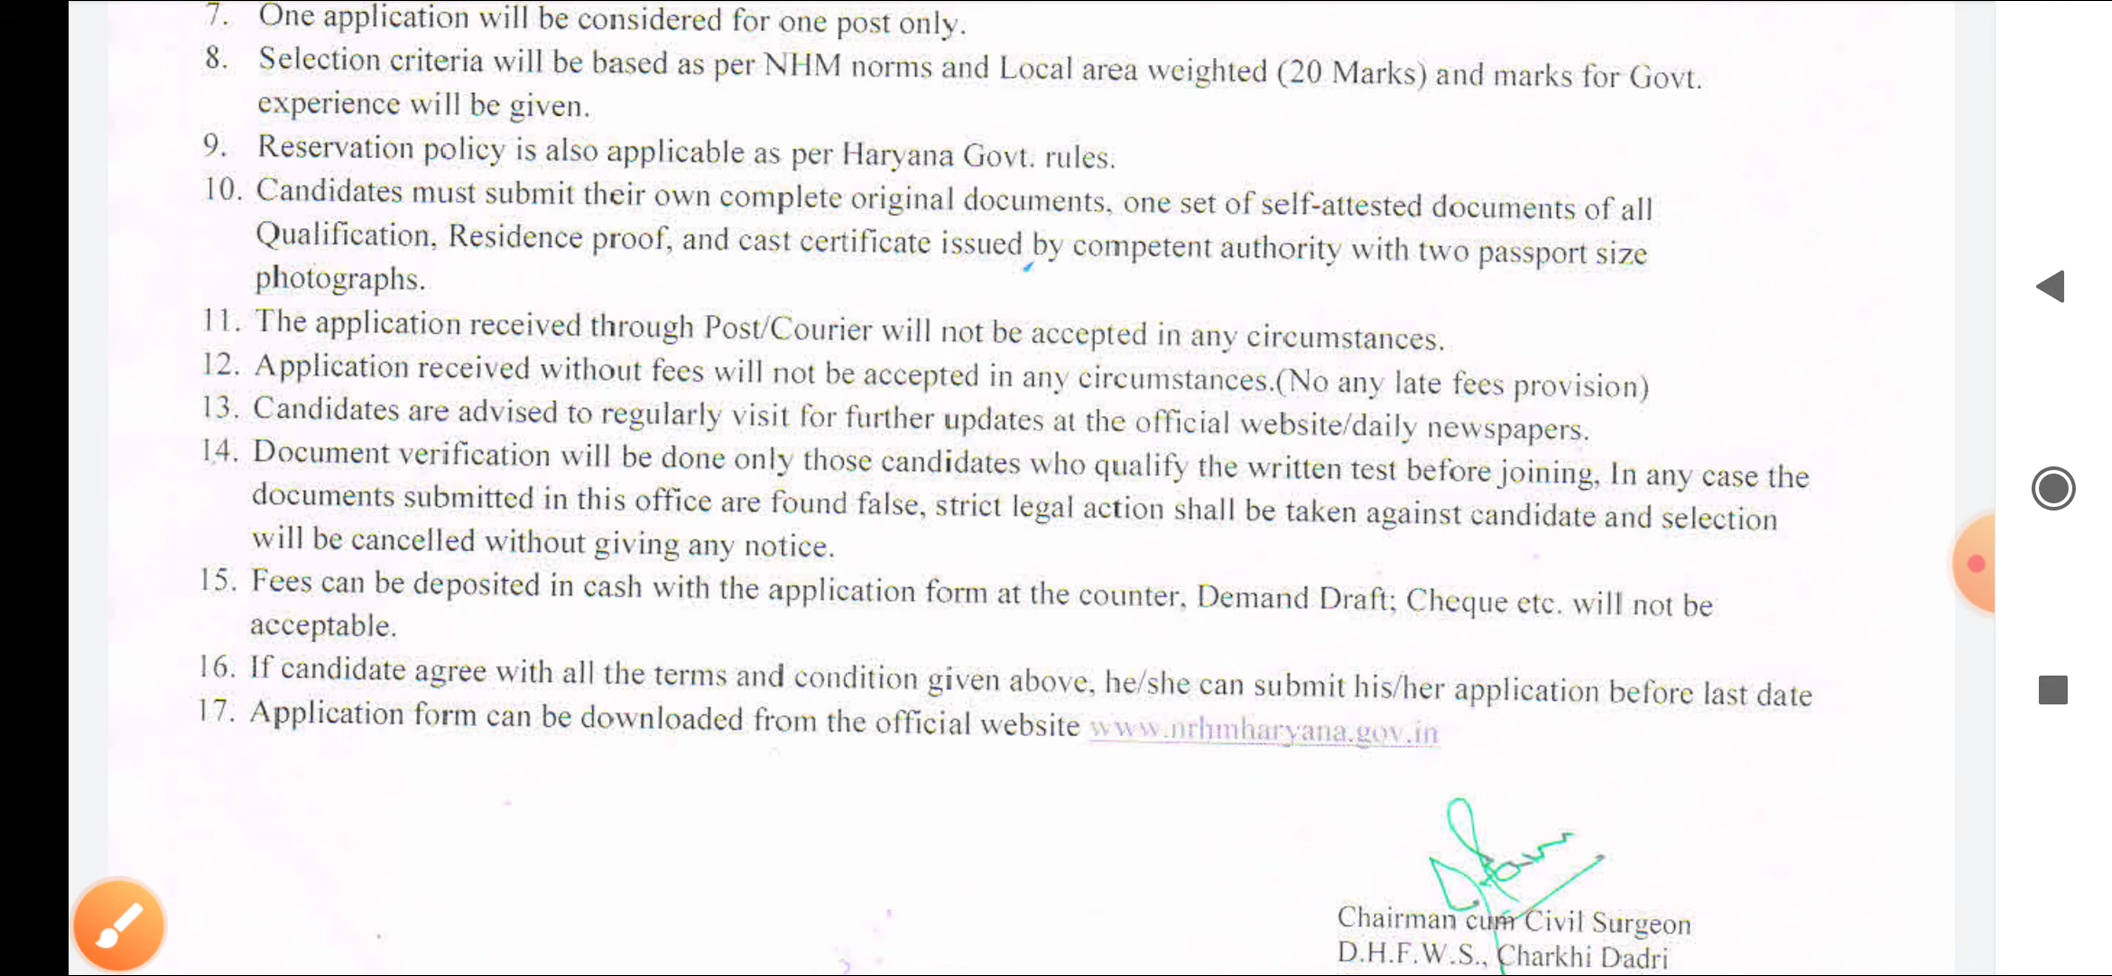 7. One application will be considered for one post only.
8. Selection criteria will be based as per NHM norms and Local area weighted (20 Marks) and marks for Govt.
experience will be given.
9. Reservation policy is also applicable as per Haryana Govt. rules.
10. Candidates must submit their own complete original documents, one set of self-attested documents of all
Qualification, Residence proof, and cast certificate issued by competent authority with two passport size
photographs.
11. The application received through Post/Courier will not be accepted in any circumstances.
12. Application received without fees will not be accepted in any circumstances.(No any late fees provision)
13. Candidates are advised to regularly visit for further updates at the official website/daily newspapers.
14. Document verification will be done only those candidates who qualify the written test before joining, In any case the
documents submitted in this office are found false, strict legal action shall be taken against candidate and selection
will be cancelled without giving any notice.
15. Fees can be deposited in cash with the application form at the counter, Demand Draft; Cheque etc. will not be
acceptable.
16. If candidate agree with all the terms and condition given above, he/she can submit his/her application before last date
17. Application form can be downloaded from the official website www.nrhmharyana.gov.in
Chairman cum Civil Surgeon
D.H.F.W.S., Charkhi Dadri